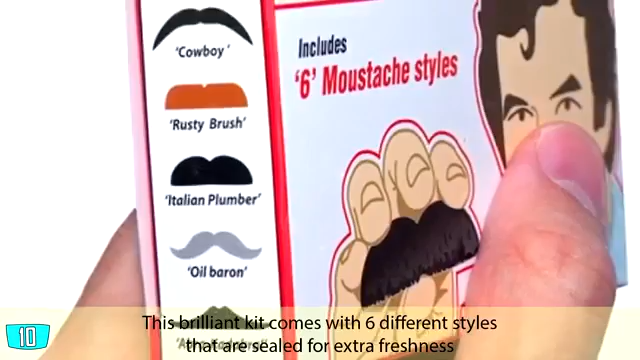 'Cowboy'
'Rusty Brush'
'Italian Plumber'
'Oil baron'
Includes
'6' Moustache styles
10
This brilliant kit comes with 6 different styles
that are sealed for extra freshness